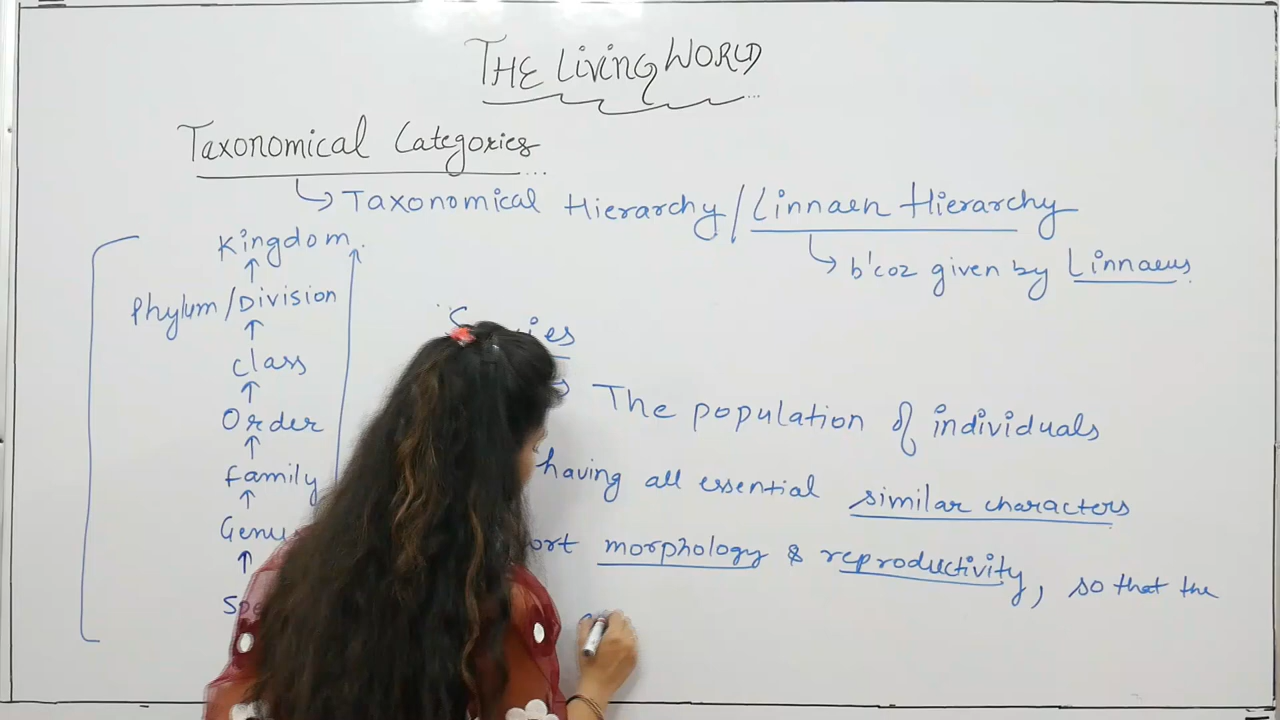 THE LIVING WORLD
Taxonomical Categories
Taxonomical Hierarchy / Linnaen Hierarchy
b'coz given by Linnaeus.
Kingdom
Phylum/Division
class
Order
family
The population of individuals
having all essential similar characters
morphology & reproductivity, so that the